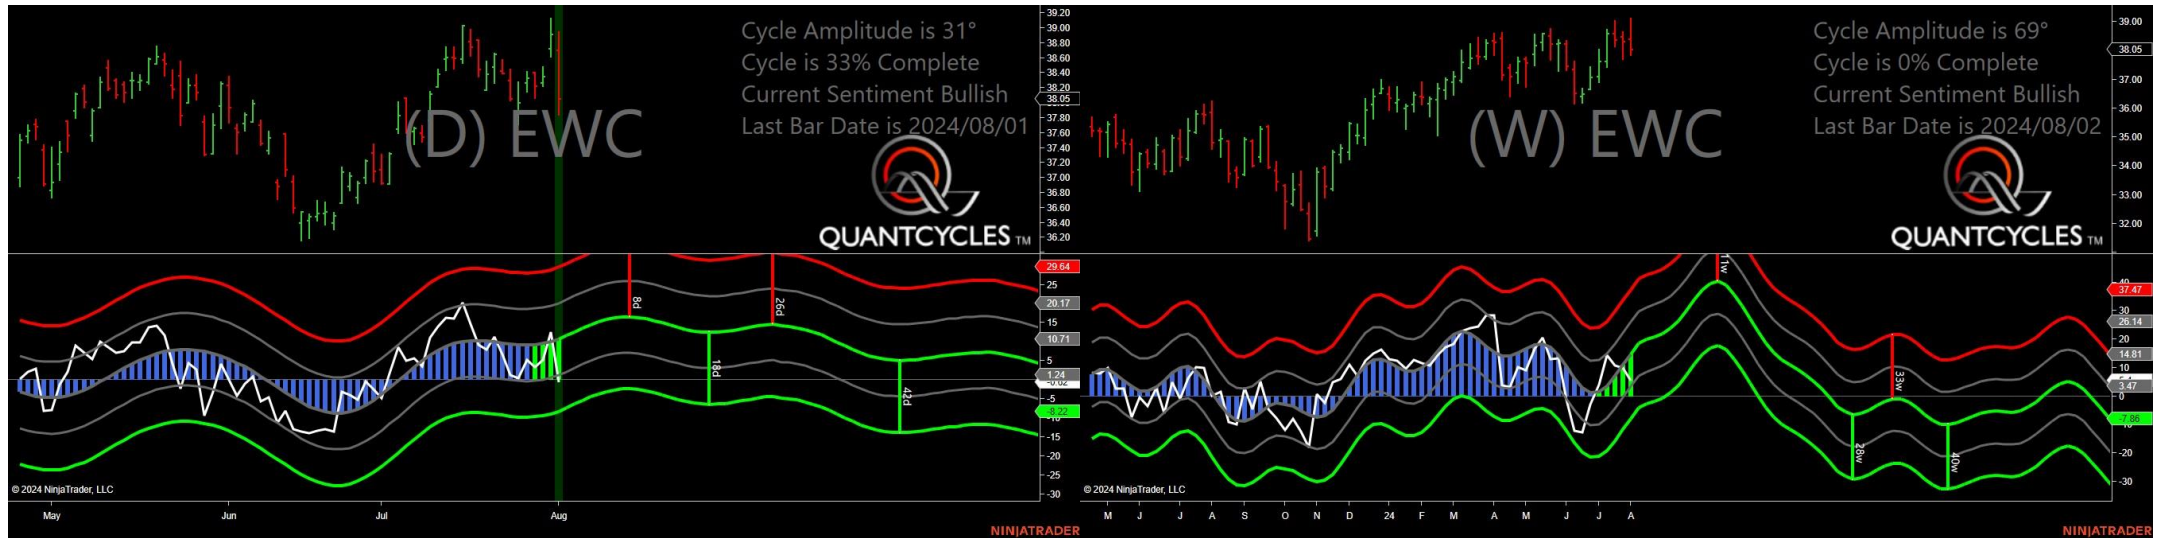 Cycle Amplitude is 31°
Cycle is 33% Complete
Current Sentiment Bullish
Last Bar Date is 2024/08/01
(D) EWC
QUANTCYCLES TM
39.20
39.00
38.80
38.60
38.40
38.20
38.05
37.80
37.60
37.40
37.20
37.00
36.80
36.60
36.40
36.20
29.64
25
20.17
15
10.71
5
1.24
-0.62
-5
-8.22
-15
-20
-25
-30
8d
26d
18d
42d
© 2024 NinjaTrader, LLC
May Jun Jul Aug
NINJATRADER
Cycle Amplitude is 69°
Cycle is 0% Complete
Current Sentiment Bullish
Last Bar Date is 2024/08/02
(W) EWC
QUANTCYCLES TM
39.00
38.05
37.00
36.00
35.00
34.00
33.00
32.00
40
37.47
30
26.14
20
14.81
10
3.47
0
-7.86
-20
-30
11w
33w
28w
40w
© 2024 NinjaTrader, LLC
M J J A S O N D 24 F M A M J J A
NINJATRADER